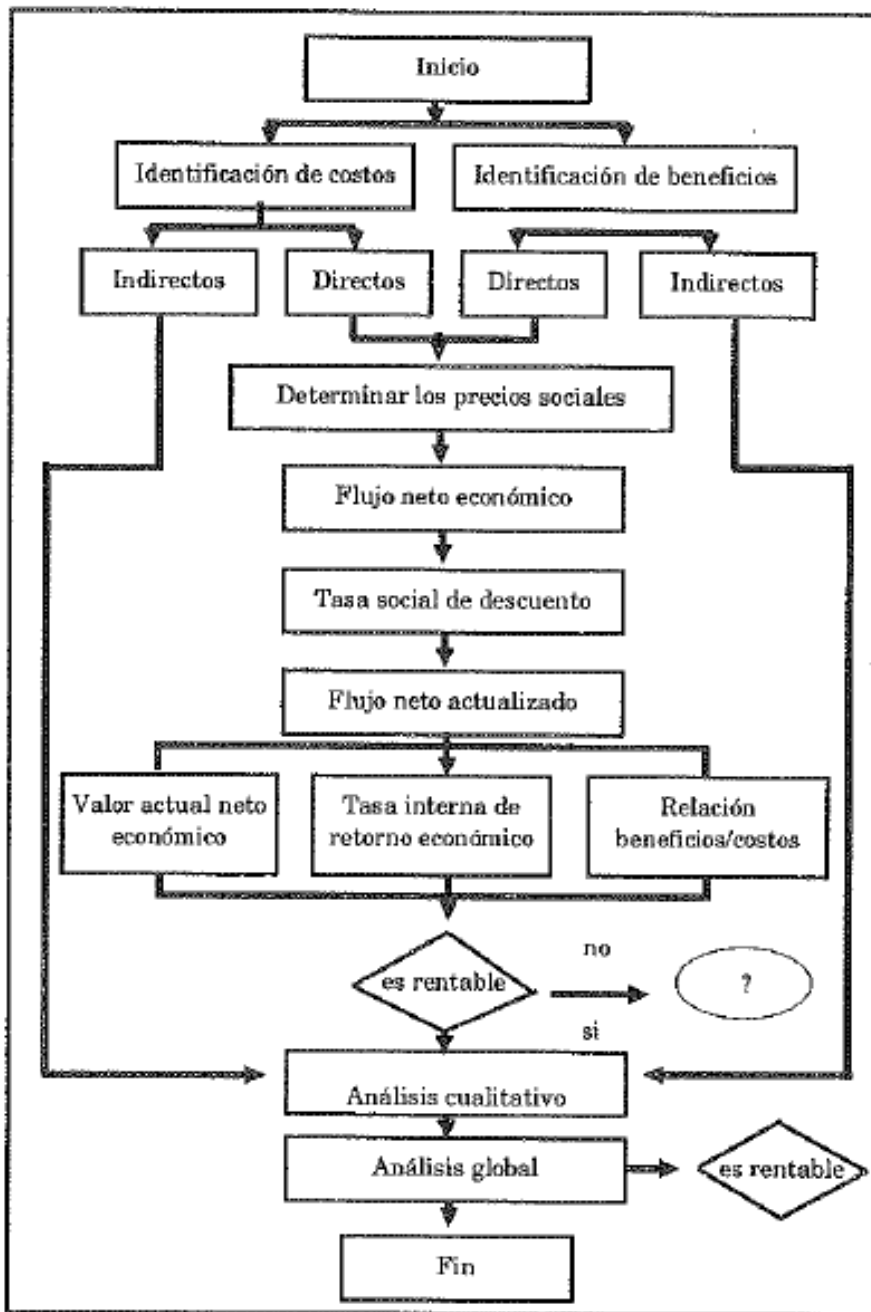 Inicio
Identificación de costos
Identificación de beneficios
Indirectos
Directos
Directos
Indirectos
Determinar los precios sociales
Flujo neto económico
Tasa social de descuento
Flujo neto actualizado
Valor actual neto
económico
Tasa interna de
retorno económico
Relación
beneficios/costos
es rentable
no
?
si
Análisis cualitativo
Análisis global
es rentable
Fin